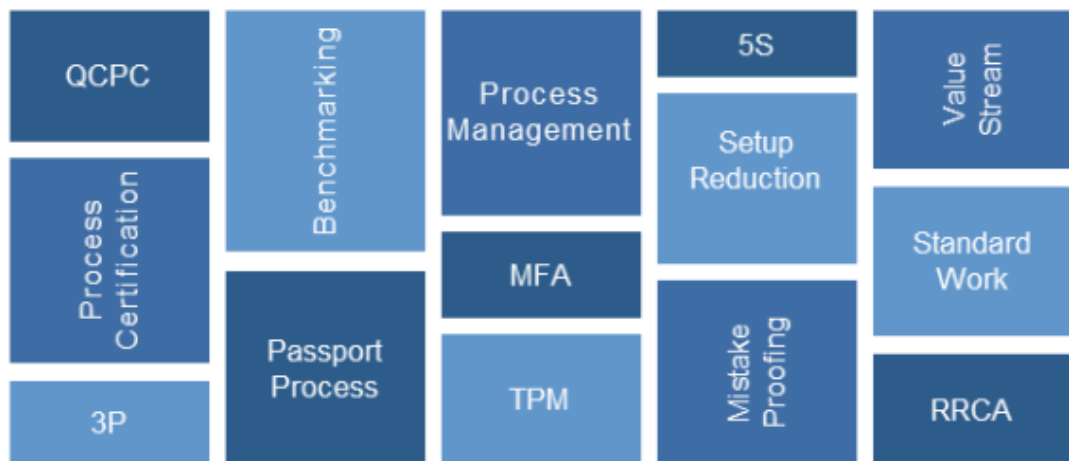 QCPC
Process
Certification
3P
Benchmarking
Passport
Process
Process
Management
MFA
TPM
5S
Setup
Reduction
Mistake
Proofing
Value
Stream
Standard
Work
RRCA